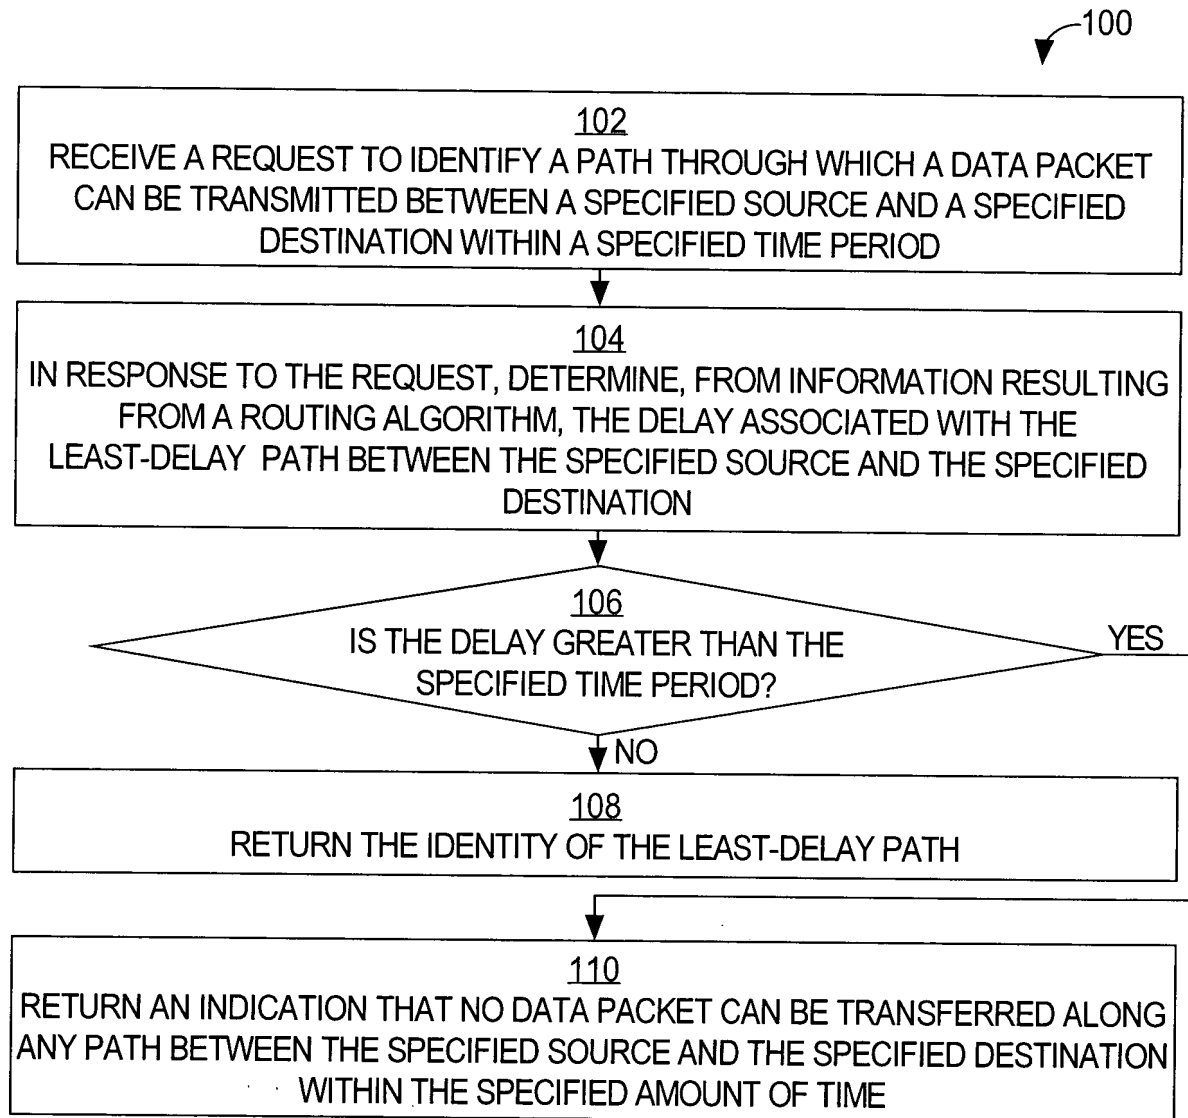 100
102
RECEIVE A REQUEST TO IDENTIFY A PATH THROUGH WHICH A DATA PACKET
CAN BE TRANSMITTED BETWEEN A SPECIFIED SOURCE AND A SPECIFIED
DESTINATION WITHIN A SPECIFIED TIME PERIOD
104
IN RESPONSE TO THE REQUEST, DETERMINE, FROM INFORMATION RESULTING
FROM A ROUTING ALGORITHM, THE DELAY ASSOCIATED WITH THE
LEAST-DELAY PATH BETWEEN THE SPECIFIED SOURCE AND THE SPECIFIED
DESTINATION
106
IS THE DELAY GREATER THAN THE
SPECIFIED TIME PERIOD?
YES
NO
108
RETURN THE IDENTITY OF THE LEAST-DELAY PATH
110
RETURN AN INDICATION THAT NO DATA PACKET CAN BE TRANSFERRED ALONG
ANY PATH BETWEEN THE SPECIFIED SOURCE AND THE SPECIFIED DESTINATION
WITHIN THE SPECIFIED AMOUNT OF TIME